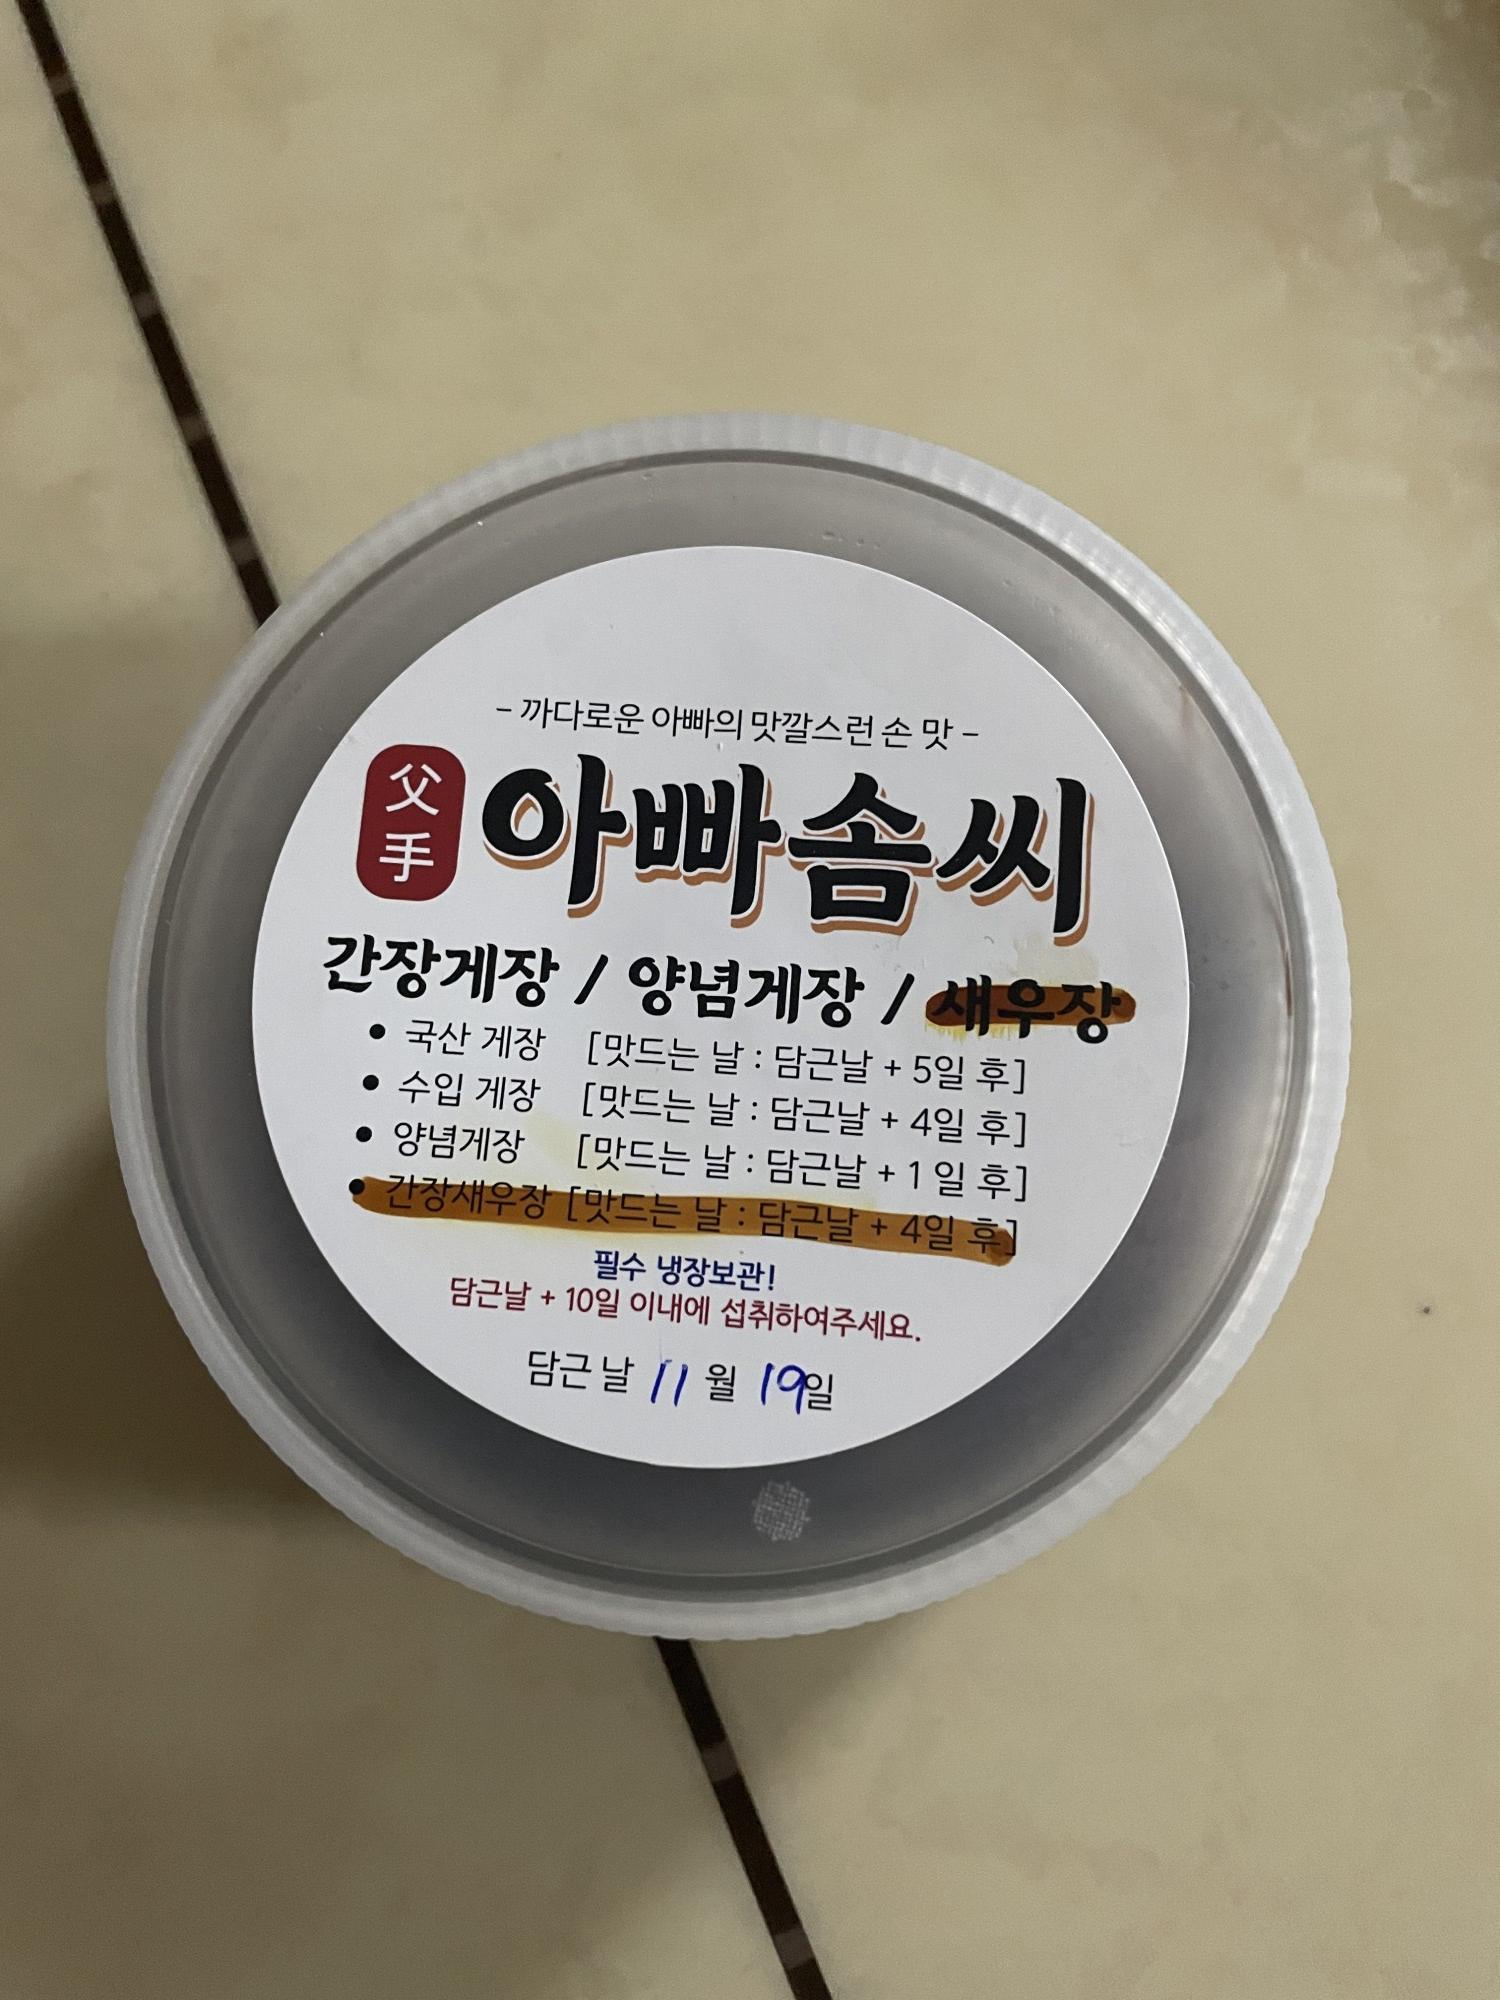 - 까다로운 아빠의 맛깔스런 손 맛 -
父手 아빠솜씨
간장게장 / 양념게장 / 새우장
• 국산 게장 [맛드는 날 : 담근날 + 5일 후]
• 수입 게장 [맛드는 날 : 담근날 + 4일 후]
• 양념게장 [맛드는 날 : 담근날 + 1 일 후]
• 간장새우장 [맛드는 날 : 담근날 + 4일 후]
필수 냉장보관!
담근날 + 10일 이내에 섭취하여주세요.
담근 날 11 월 19일